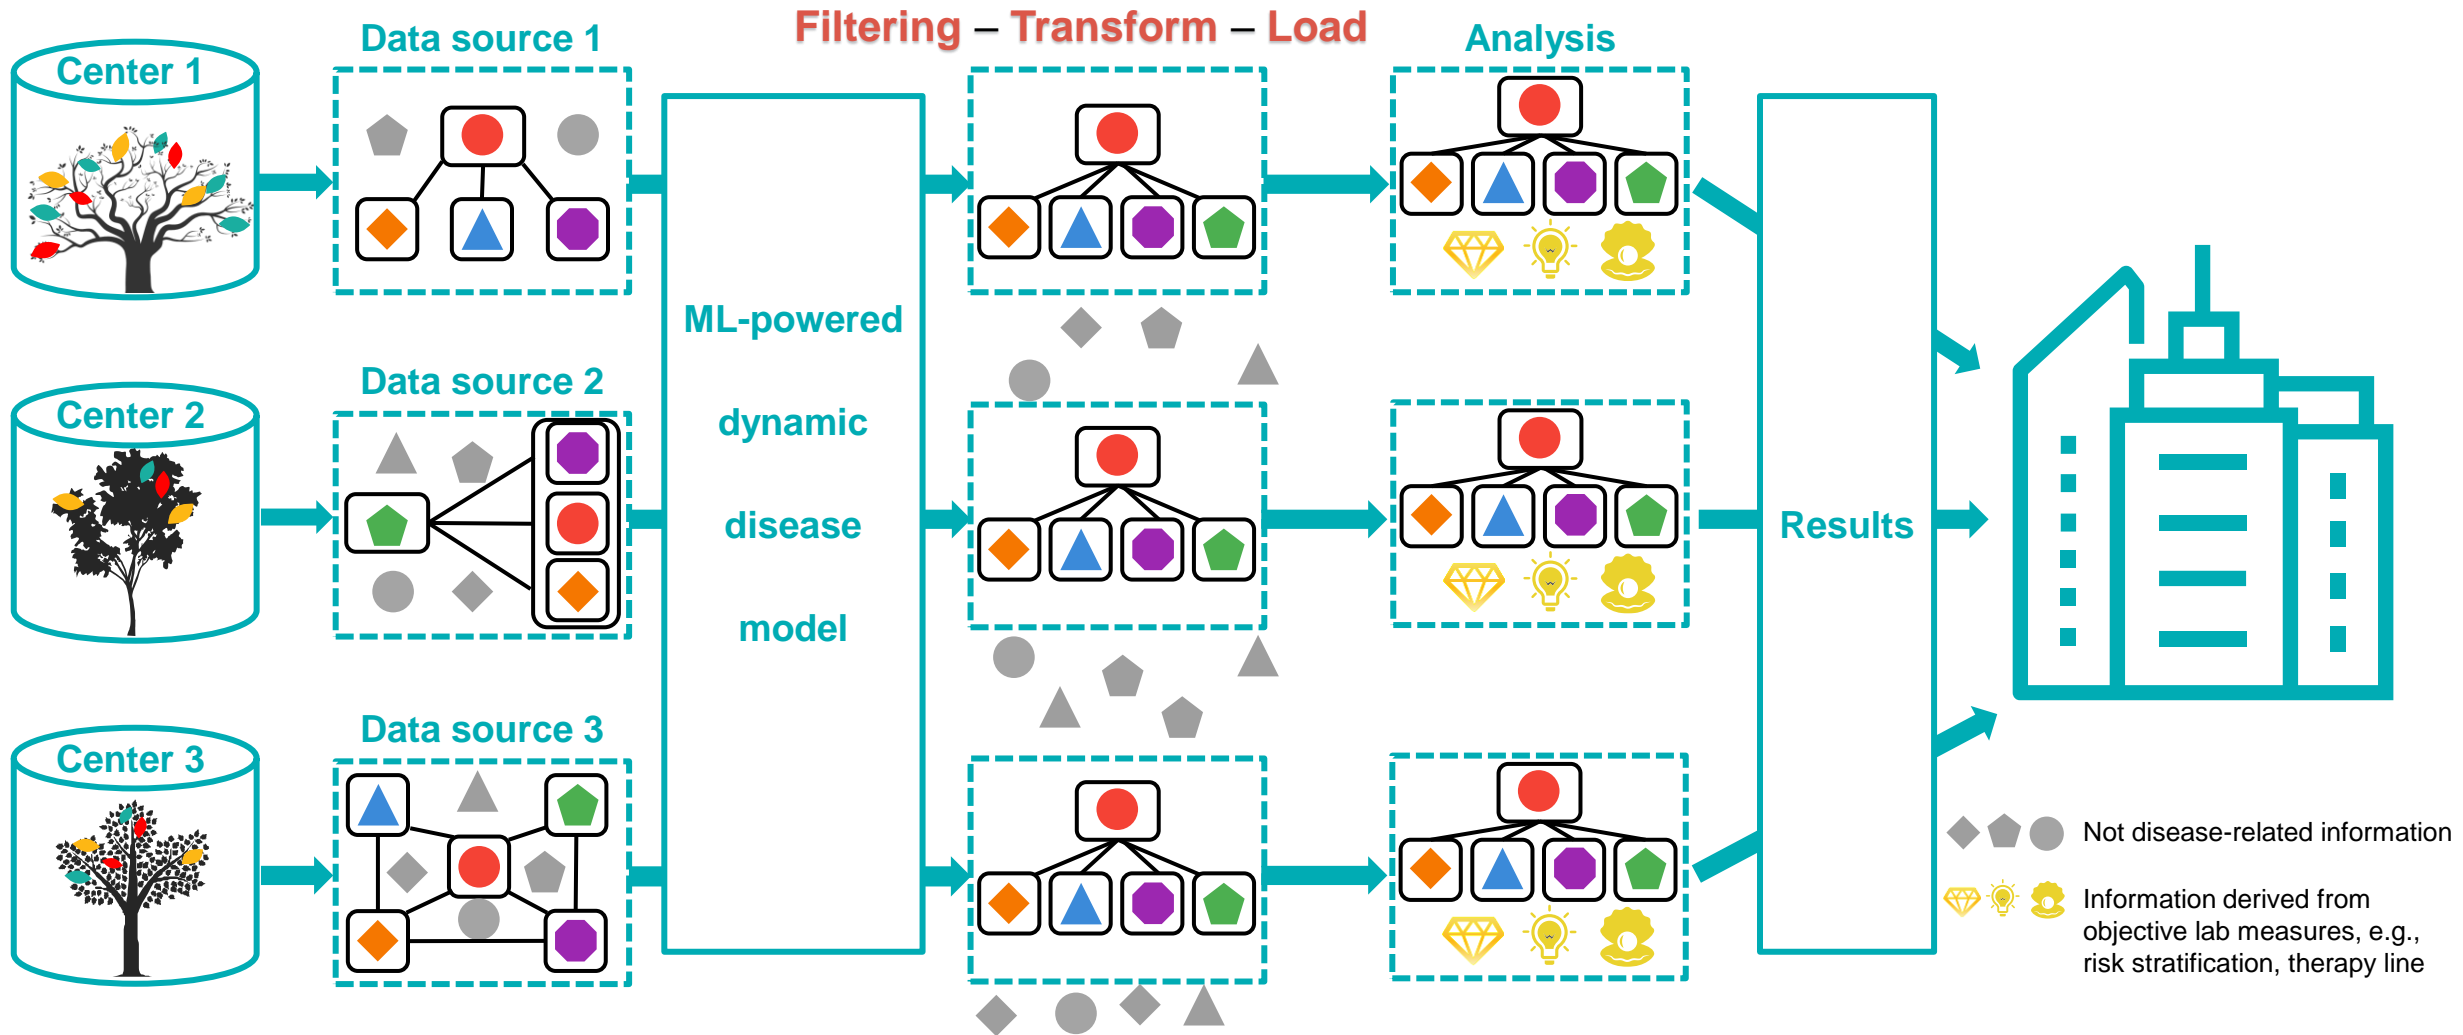 Filtering – Transform – Load
Center 1
Data source 1
Analysis
Center 2
Data source 2
Center 3
Data source 3
ML-powered
dynamic
disease
model
Results
Not disease-related information
Information derived from
objective lab measures, e.g.,
risk stratification, therapy line